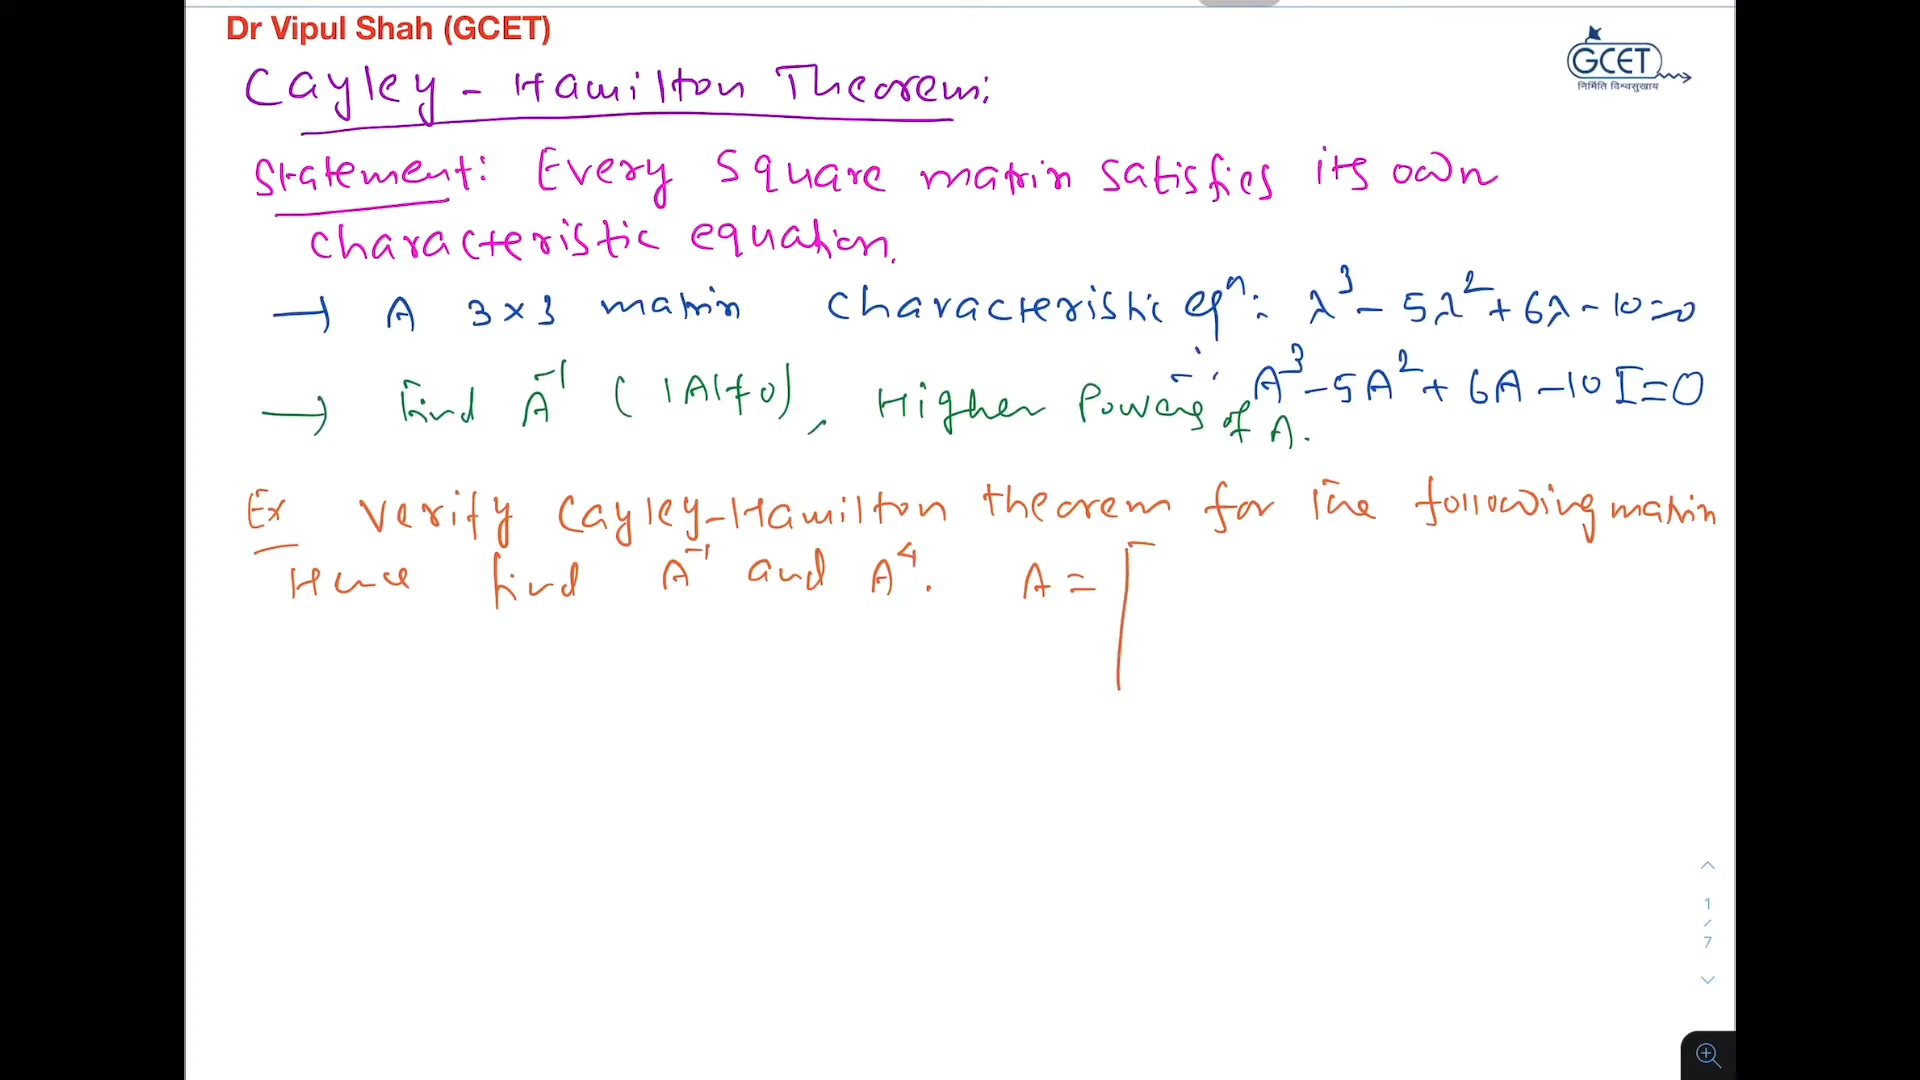 Dr Vipul Shah (GCET)
GCET
निर्मिति विश्वसुखाय
Cayley - Hamilton Theorem:
Statement: Every Square matrix satisfies its own
characteristic equation.
→ A 3×3 matrix characteristic eqⁿ: λ³ - 5λ² + 6λ - 10 = 0
A³ - 5A² + 6A - 10 I = 0
→ Find A⁻¹ (|A| ≠ 0), Higher Powers of A.
Ex Verify Cayley-Hamilton theorem for the following matrix
Hence find A⁻¹ and A⁴. A = [
1
/
7